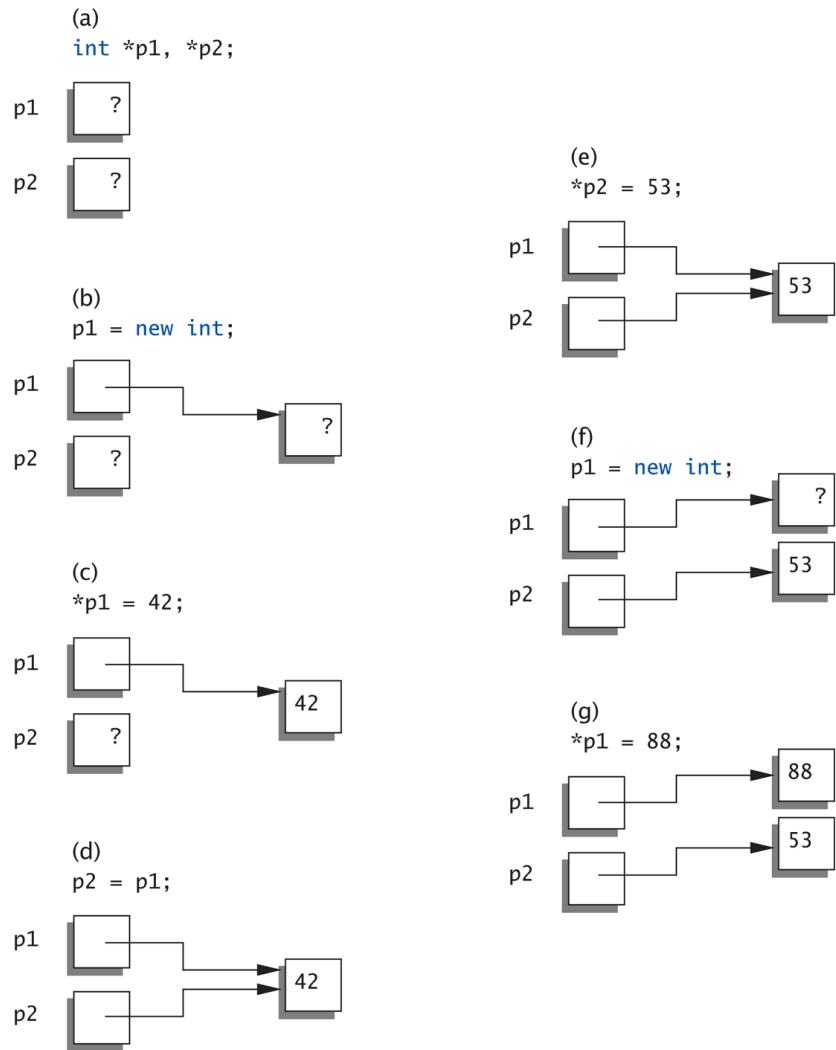 (a)
int *p1, *p2;
p1 ?
p2 ?
(b)
p1 = new int;
p1
?
p2 ?
(c)
*p1 = 42;
p1
42
p2 ?
(d)
p2 = p1;
p1
42
p2
(e)
*p2 = 53;
p1
53
p2
(f)
p1 = new int;
?
p1
53
p2
(g)
*p1 = 88;
88
p1
53
p2